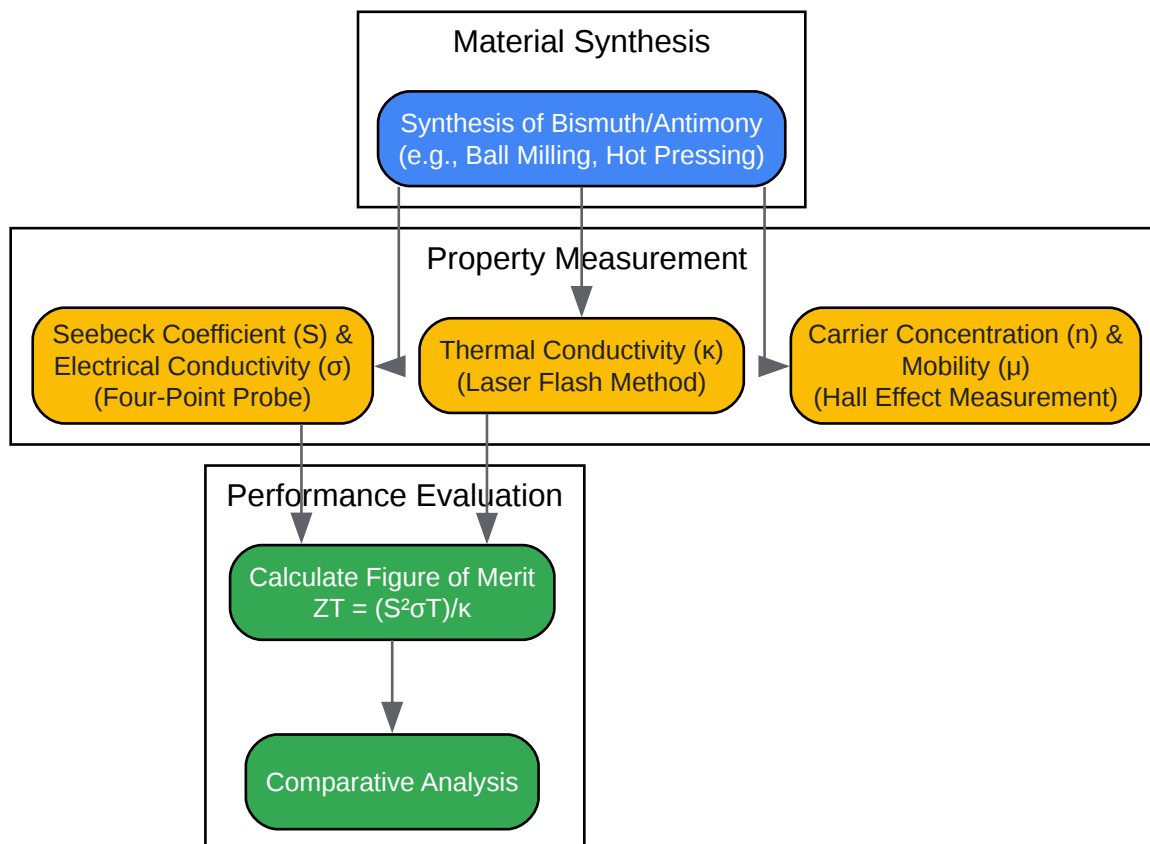 Material Synthesis
Synthesis of Bismuth/Antimony
(e.g., Ball Milling, Hot Pressing)
Property Measurement
Seebeck Coefficient (S) &
Electrical Conductivity (σ)
(Four-Point Probe)
Thermal Conductivity (κ)
(Laser Flash Method)
Carrier Concentration (n) &
Mobility (μ)
(Hall Effect Measurement)
Performance Evaluation
Calculate Figure of Merit
ZT = (S²σT)/κ
Comparative Analysis